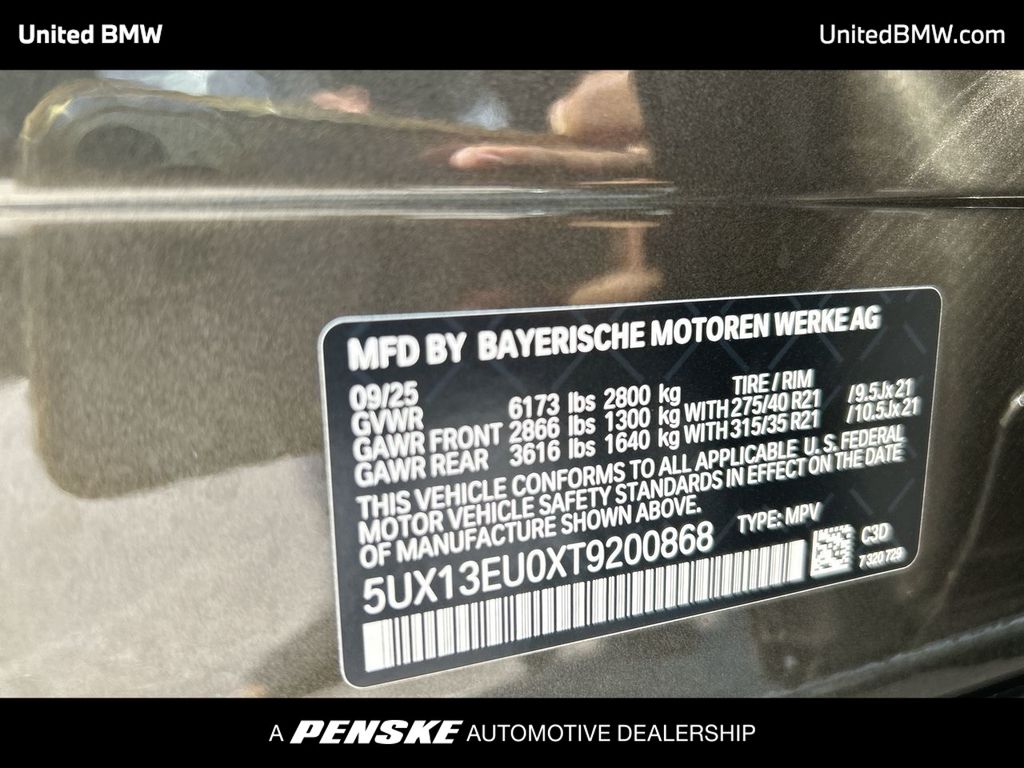 United BMW
UnitedBMW.com
MFD BY BAYERISCHE MOTOREN WERKE AG
09/25
GVWR 6173 lbs 2800 kg TIRE / RIM
GAWR FRONT 2866 lbs 1300 kg WITH 275/40 R21 /9.5Jx21
GAWR REAR 3616 lbs 1640 kg WITH 315/35 R21 /10.5Jx21
THIS VEHICLE CONFORMS TO ALL APPLICABLE U. S. FEDERAL
MOTOR VEHICLE SAFETY STANDARDS IN EFFECT ON THE DATE
OF MANUFACTURE SHOWN ABOVE.
TYPE: MPV
5UX13EU0XT9200868
C3D
7 320 729
A PENSKE AUTOMOTIVE DEALERSHIP